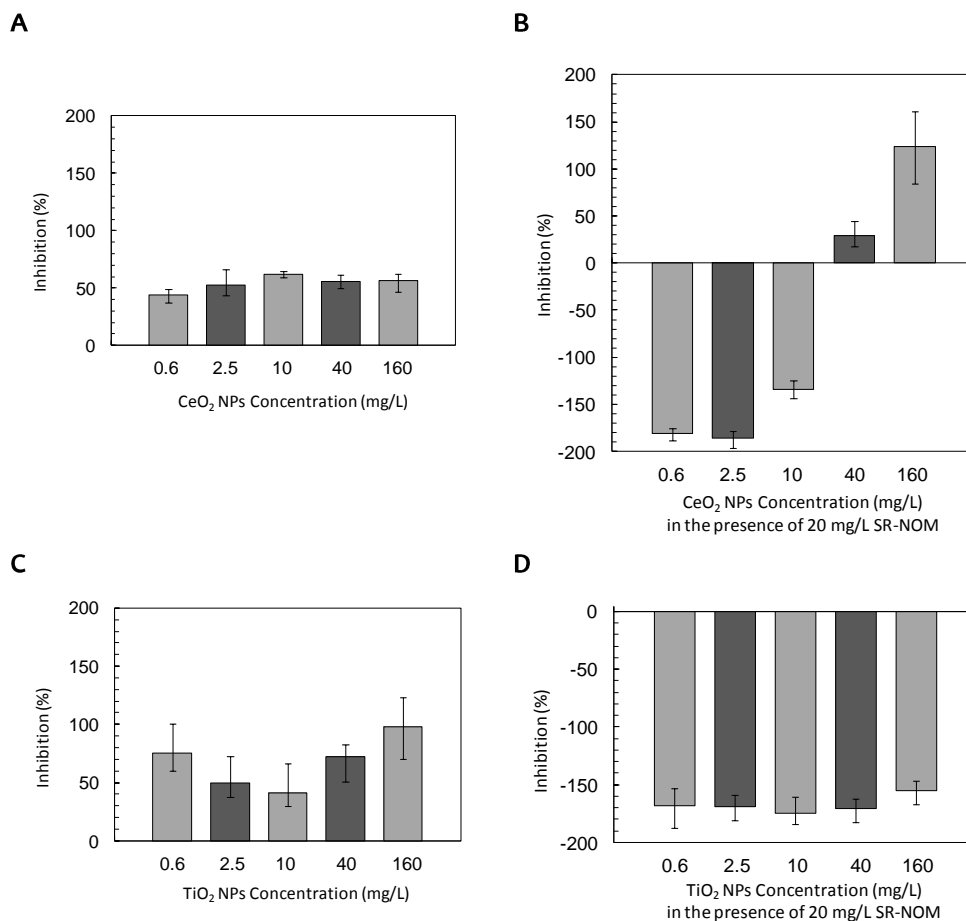 A
200
150
100
50
0
Inhibition (%)
0.6 2.5 10 40 160
CeO₂ NPs Concentration (mg/L)
B
200
150
100
50
0
-50
-100
-150
-200
Inhibition (%)
0.6 2.5 10 40 160
CeO₂ NPs Concentration (mg/L)
in the presence of 20 mg/L SR-NOM
C
200
150
100
50
0
Inhibition (%)
0.6 2.5 10 40 160
TiO₂ NPs Concentration (mg/L)
D
0
-50
-100
-150
-200
Inhibition (%)
0.6 2.5 10 40 160
TiO₂ NPs Concentration (mg/L)
in the presence of 20 mg/L SR-NOM